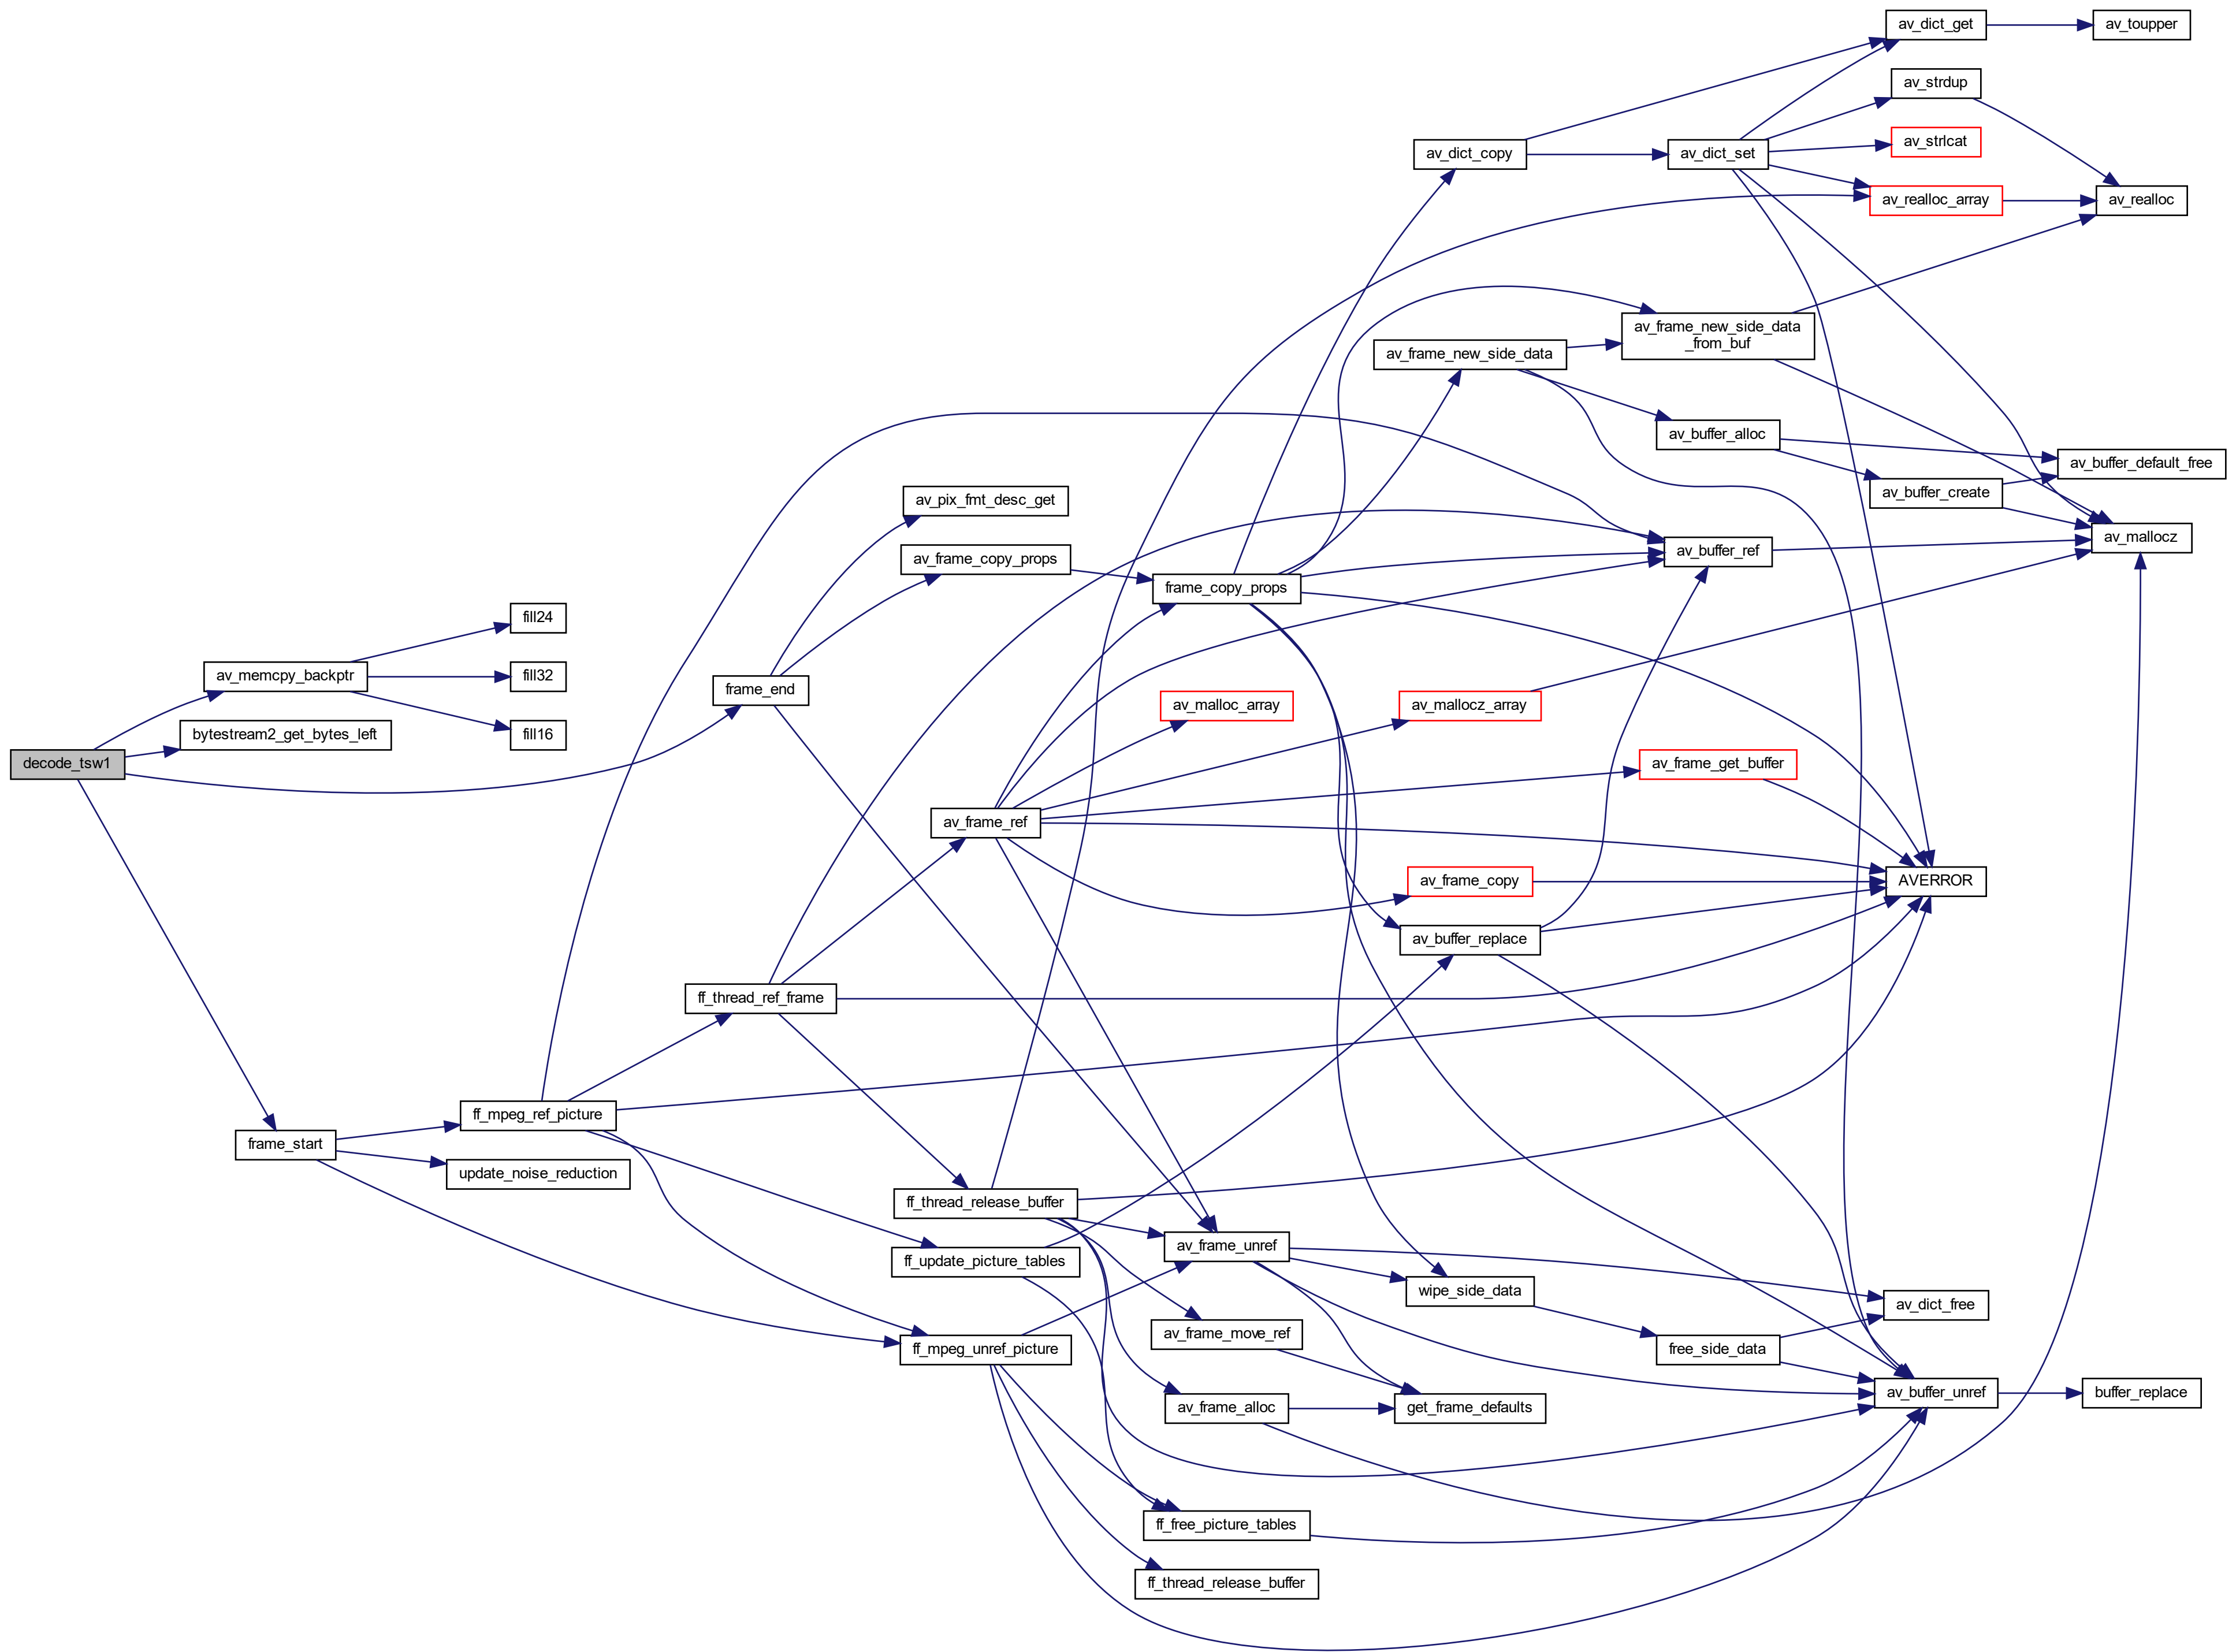 av_dict_get
av_toupper
av_strdup
av_strlcat
av_dict_copy
av_dict_set
av_realloc_array
av_realloc
av_frame_new_side_data
_from_buf
av_frame_new_side_data
av_buffer_alloc
av_buffer_default_free
av_buffer_create
av_pix_fmt_desc_get
av_mallocz
av_frame_copy_props
av_buffer_ref
frame_copy_props
fill24
av_memcpy_backptr
fill32
frame_end
av_malloc_array
av_mallocz_array
bytestream2_get_bytes_left
fill16
decode_tsw1
av_frame_get_buffer
av_frame_ref
av_frame_copy
AVERROR
av_buffer_replace
ff_thread_ref_frame
ff_mpeg_ref_picture
frame_start
update_noise_reduction
ff_thread_release_buffer
av_frame_unref
ff_update_picture_tables
wipe_side_data
av_dict_free
av_frame_move_ref
ff_mpeg_unref_picture
free_side_data
av_frame_alloc
get_frame_defaults
av_buffer_unref
buffer_replace
ff_free_picture_tables
ff_thread_release_buffer